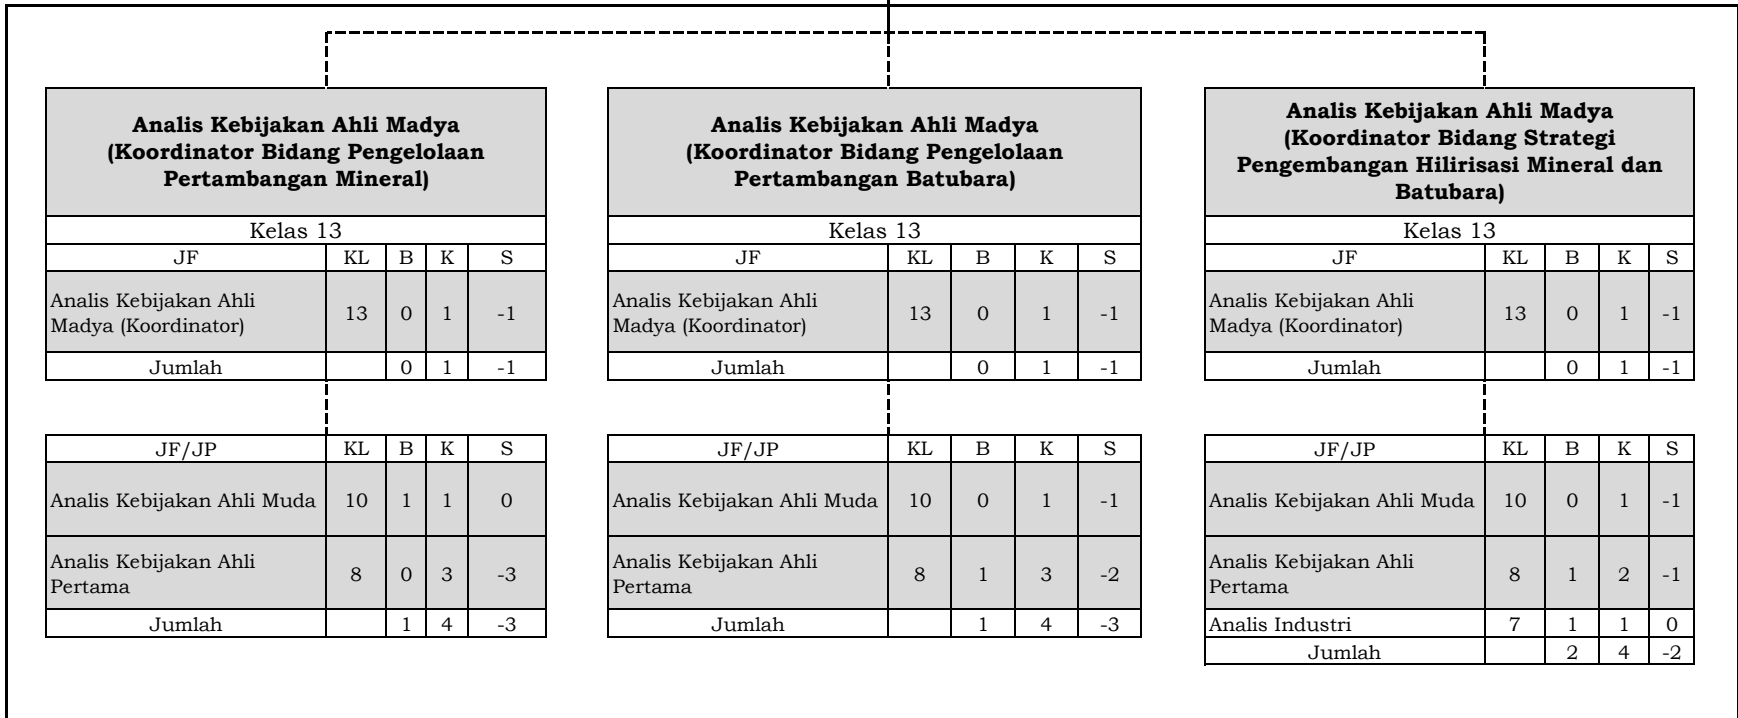 Analis Kebijakan Ahli Madya
(Koordinator Bidang Pengelolaan
Pertambangan Mineral)
Kelas 13
JF KL B K S
Analis Kebijakan Ahli
Madya (Koordinator) 13 0 1 -1
Jumlah 0 1 -1
JF/JP KL B K S
Analis Kebijakan Ahli Muda 10 1 1 0
Analis Kebijakan Ahli
Pertama 8 0 3 -3
Jumlah 1 4 -3
Analis Kebijakan Ahli Madya
(Koordinator Bidang Pengelolaan
Pertambangan Batubara)
Kelas 13
JF KL B K S
Analis Kebijakan Ahli
Madya (Koordinator) 13 0 1 -1
Jumlah 0 1 -1
JF/JP KL B K S
Analis Kebijakan Ahli Muda 10 0 1 -1
Analis Kebijakan Ahli
Pertama 8 1 3 -2
Jumlah 1 4 -3
Analis Kebijakan Ahli Madya
(Koordinator Bidang Strategi
Pengembangan Hilirisasi Mineral dan
Batubara)
Kelas 13
JF KL B K S
Analis Kebijakan Ahli
Madya (Koordinator) 13 0 1 -1
Jumlah 0 1 -1
JF/JP KL B K S
Analis Kebijakan Ahli Muda 10 0 1 -1
Analis Kebijakan Ahli
Pertama 8 1 2 -1
Analis Industri 7 1 1 0
Jumlah 2 4 -2